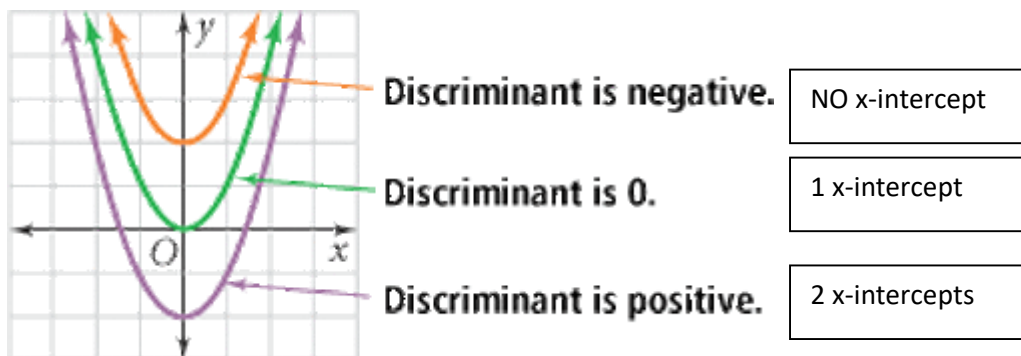 y
Discriminant is negative.
NO x-intercept
Discriminant is 0.
1 x-intercept
O
x
Discriminant is positive.
2 x-intercepts